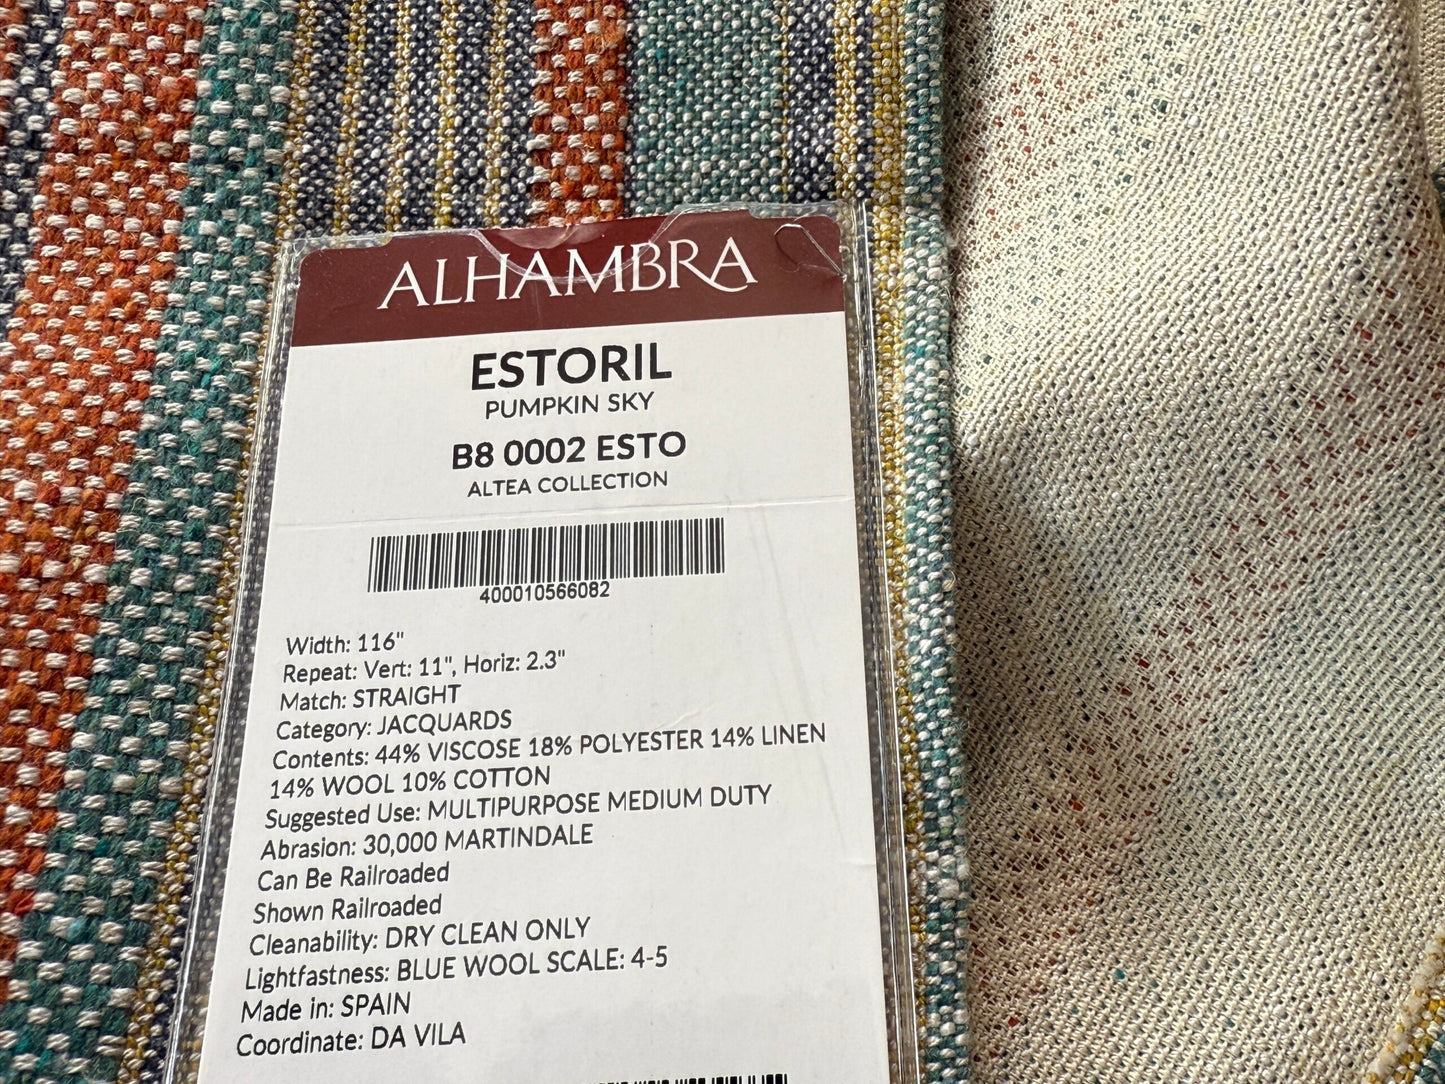 ALHAMBRA
ESTORIL
PUMPKIN SKY
B8 0002 ESTO
ALTEA COLLECTION
400010566082
Width: 116"
Repeat: Vert: 11", Horiz: 2.3"
Match: STRAIGHT
Category: JACQUARDS
Contents: 44% VISCOSE 18% POLYESTER 14% LINEN
14% WOOL 10% COTTON
Suggested Use: MULTIPURPOSE MEDIUM DUTY
Abrasion: 30,000 MARTINDALE
Can Be Railroaded
Shown Railroaded
Cleanability: DRY CLEAN ONLY
Lightfastness: BLUE WOOL SCALE: 4-5
Made in: SPAIN
Coordinate: DA VILA